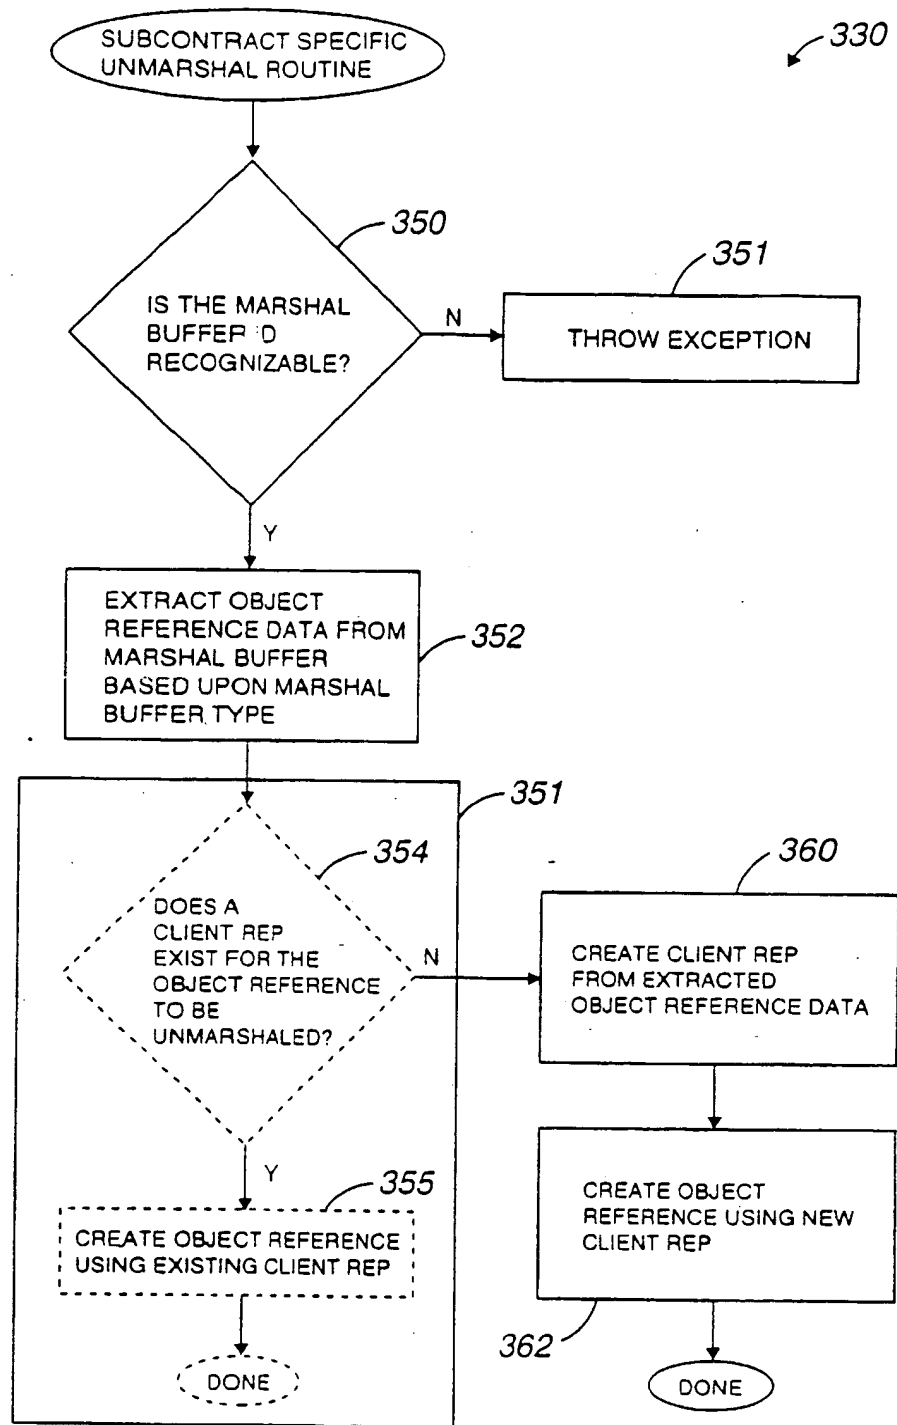 SUBCONTRACT SPECIFIC
UNMARSHAL ROUTINE
330
350
IS THE MARSHAL
BUFFER ID
RECOGNIZABLE?
N
351
THROW EXCEPTION
Y
EXTRACT OBJECT
REFERENCE DATA FROM
MARSHAL BUFFER
BASED UPON MARSHAL
BUFFER TYPE
352
351
354
DOES A
CLIENT REP
EXIST FOR THE
OBJECT REFERENCE
TO BE
UNMARSHALED?
N
360
CREATE CLIENT REP
FROM EXTRACTED
OBJECT REFERENCE DATA
Y
355
CREATE OBJECT REFERENCE
USING EXISTING CLIENT REP
CREATE OBJECT
REFERENCE USING NEW
CLIENT REP
362
DONE
DONE